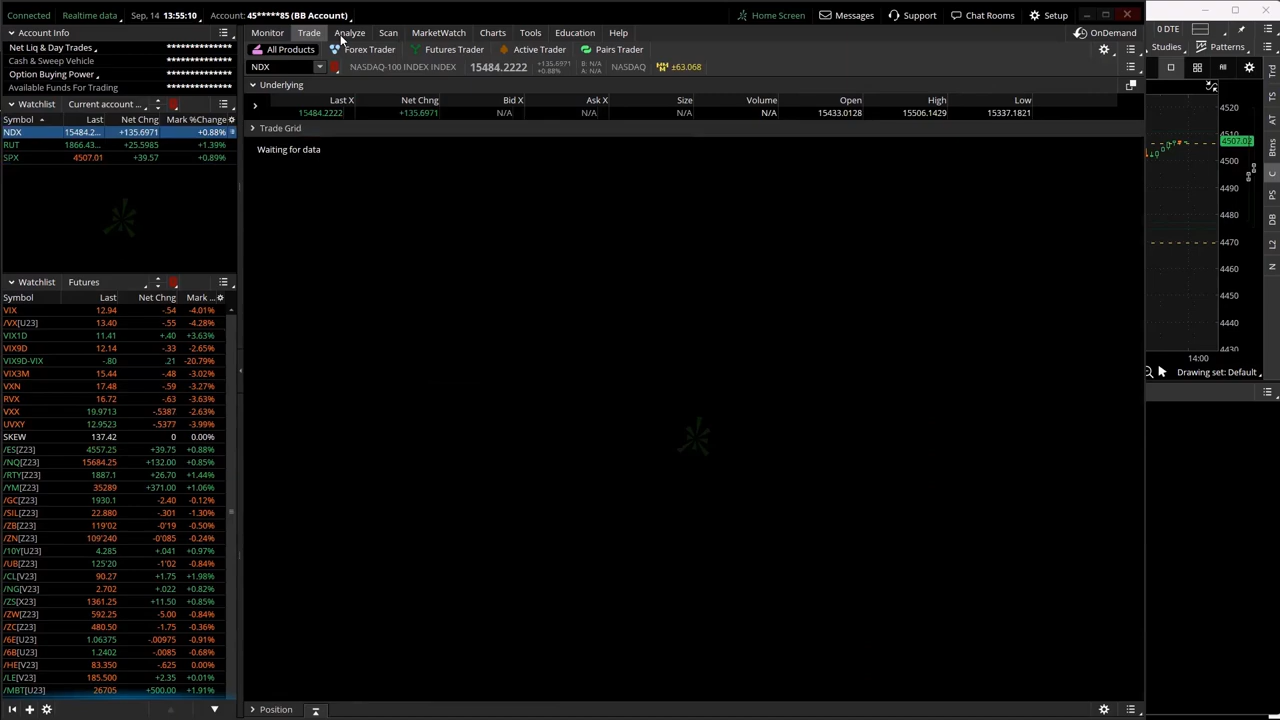 Connected Realtime data Sep, 14 13:55:10 Account: 45*****85 (BB Account) Home Screen Messages Support Chat Rooms Setup
Account Info
Net Liq & Day Trades **************
Cash & Sweep Vehicle **************
Option Buying Power **************
Available Funds For Trading **************
Monitor Trade Analyze Scan MarketWatch Charts Tools Education Help OnDemand
All Products Forex Trader Futures Trader Active Trader Pairs Trader
NDX NASDAQ-100 INDEX INDEX 15484.2222 +135.6971 +0.88% B: N/A A: N/A NASDAQ ±63.068
Underlying
Last X Net Chng Bid X Ask X Size Volume Open High Low
15484.2222 +135.6971 N/A N/A N/A N/A 15433.0128 15506.1429 15337.1821
Trade Grid
Waiting for data
Watchlist Current account ...
Symbol Last Net Chng Mark %Change
NDX 15484.2... +135.6971 +0.88%
RUT 1866.43... +25.5985 +1.39%
SPX 4507.01 +39.57 +0.89%
Watchlist Futures
Symbol Last Net Chng Mark ...
VIX 12.94 -.54 -4.01%
/VX[U23] 13.40 -.55 -4.28%
VIX1D 11.41 +.40 +3.63%
VIX9D 12.14 -.33 -2.65%
VIX9D-VIX -.80 .21 -20.79%
VIX3M 15.44 -.48 -3.02%
VXN 17.48 -.59 -3.27%
RVX 16.72 -.63 -3.63%
VXX 19.9713 -.5387 -2.63%
UVXY 12.9523 -.5377 -3.99%
SKEW 137.42 0 0.00%
/ES[Z23] 4557.25 +39.75 +0.88%
/NQ[Z23] 15684.25 +132.00 +0.85%
/RTY[Z23] 1887.1 +26.70 +1.44%
/YM[Z23] 35289 +371.00 +1.06%
/GC[Z23] 1930.1 -2.40 -0.12%
/SIL[Z23] 22.880 -.301 -1.30%
/ZB[Z23] 119'02 -0'19 -0.50%
/ZN[Z23] 109'240 -0'085 -0.24%
/10Y[U23] 4.285 +.041 +0.97%
/UB[Z23] 125'20 -1'02 -0.84%
/CL[V23] 90.27 +1.75 +1.98%
/NG[V23] 2.702 +.022 +0.82%
/ZS[X23] 1361.25 +11.50 +0.85%
/ZW[Z23] 592.25 -5.00 -0.84%
/ZC[Z23] 480.50 -1.75 -0.36%
/6E[U23] 1.06375 -.00975 -0.91%
/6B[U23] 1.2402 -.0085 -0.68%
/HE[V23] 83.350 -.625 0.00%
/LE[V23] 185.500 +2.35 +0.01%
/MBT[U23] 26705 +500.00 +1.91%
Position
0 DTE
Studies Patterns
All
4520
4510
4507.01
4500
4490
4480
4470
4460
4450
4440
4430
14:00
Drawing set: Default
Trd
TS
AT
Btns
C
PS
DB
L2
N